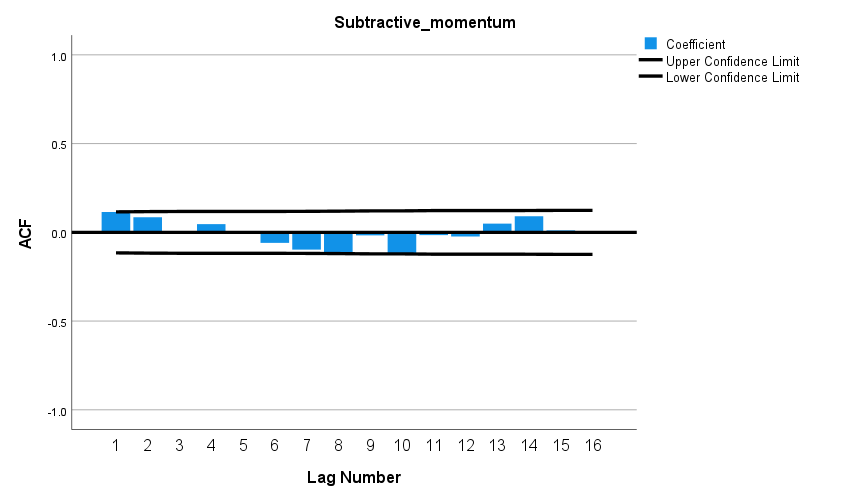 Subtractive_momentum
Coefficient
Upper Confidence Limit
Lower Confidence Limit
ACF
1.0
0.5
0.0
-0.5
-1.0
1 2 3 4 5 6 7 8 9 10 11 12 13 14 15 16
Lag Number